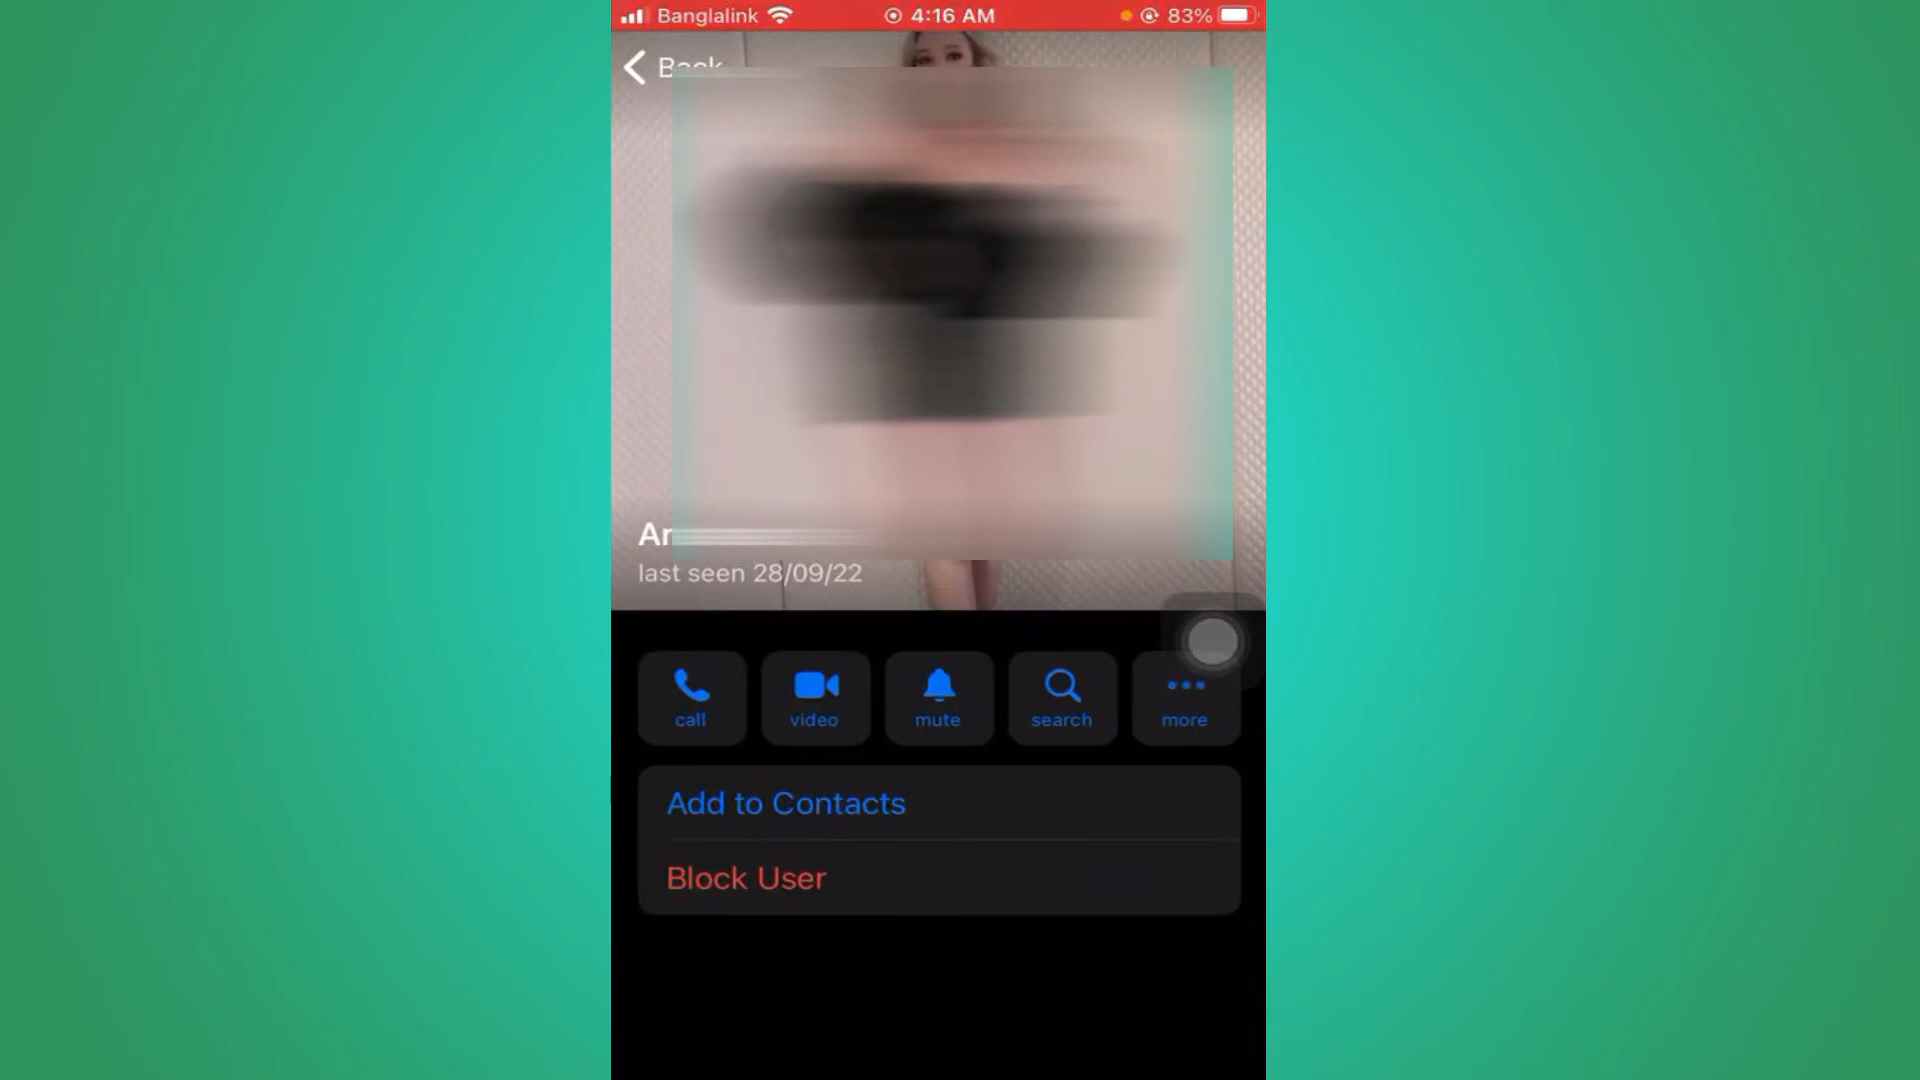 Banglalink 4:16 AM 83%
Back
last seen 28/09/22
call video mute search more
Add to Contacts
Block User